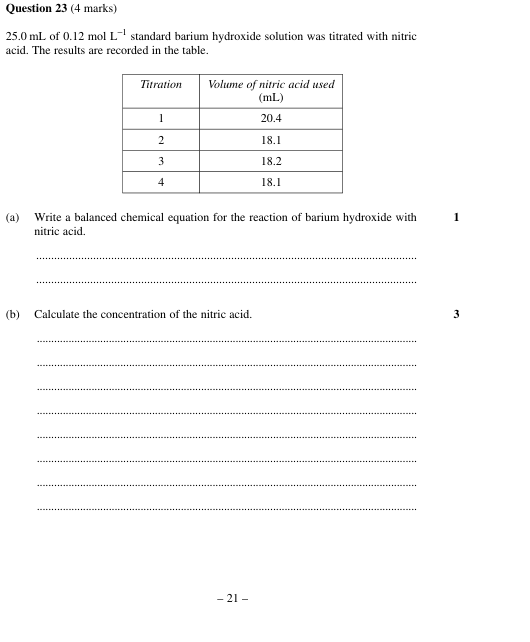 Question 23 (4 marks)
25.0 mL of 0.12 mol L⁻¹ standard barium hydroxide solution was titrated with nitric
acid. The results are recorded in the table.
Titration Volume of nitric acid used
(mL)
1 20.4
2 18.1
3 18.2
4 18.1
(a) Write a balanced chemical equation for the reaction of barium hydroxide with 1
nitric acid.
(b) Calculate the concentration of the nitric acid. 3
– 21 –